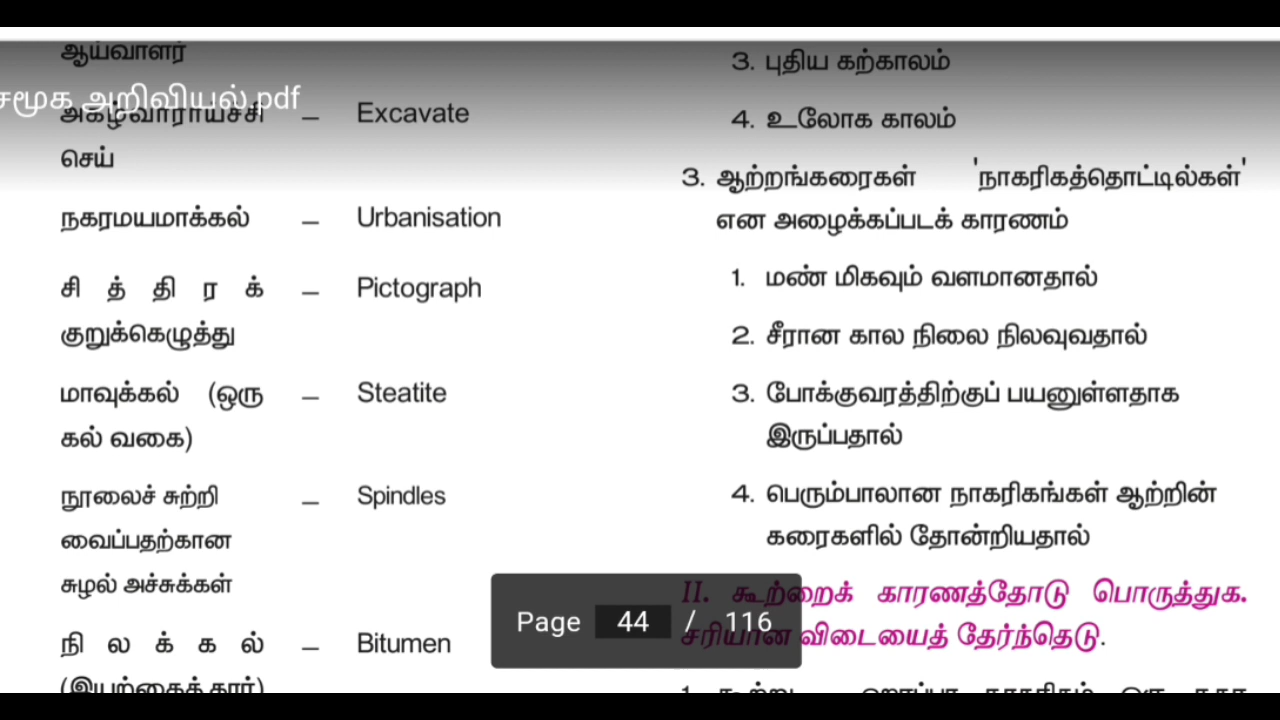 ஆய்வாளர்
சமூக அறிவியல்.pdf
அகழ்வாராய்ச்சி – Excavate
செய்
நகரமயமாக்கல் – Urbanisation
சி த் தி ர க் – Pictograph
குறுக்கெழுத்து
மாவுக்கல் (ஒரு – Steatite
கல் வகை)
நூலைச் சுற்றி – Spindles
வைப்பதற்கான
சுழல் அச்சுக்கள்
நி ல க் க ல் – Bitumen
(இயற்கைத் தார்)
3. புதிய கற்காலம்
4. உலோக காலம்
3. ஆற்றங்கரைகள் 'நாகரிகத்தொட்டில்கள்'
என அழைக்கப்படக் காரணம்
1. மண் மிகவும் வளமானதால்
2. சீரான கால நிலை நிலவுவதால்
3. போக்குவரத்திற்குப் பயனுள்ளதாக
இருப்பதால்
4. பெரும்பாலான நாகரிகங்கள் ஆற்றின்
கரைகளில் தோன்றியதால்
II. கூற்றைக் காரணத்தோடு பொருத்துக.
சரியான விடையைத் தேர்ந்தெடு.
Page 44 / 116